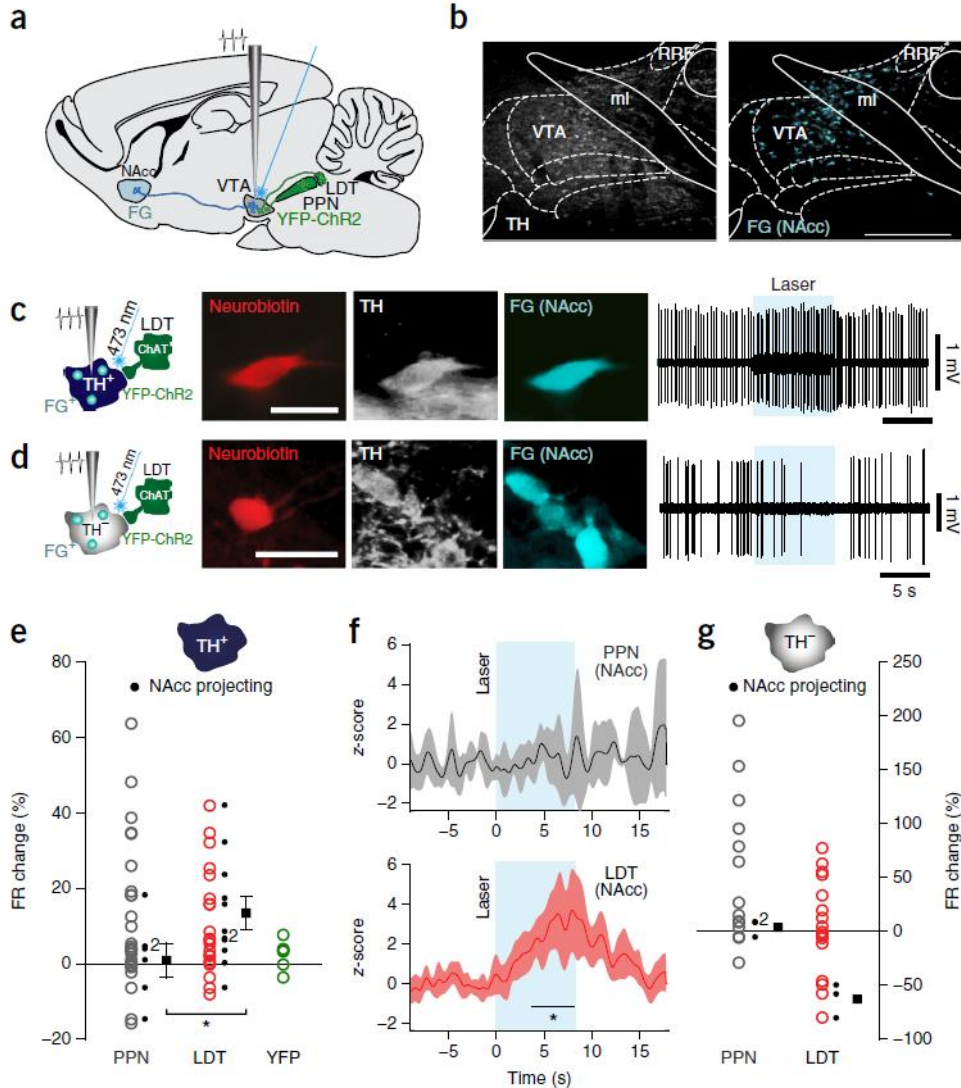 a
NAcc
FG
VTA
LDT
PPN
YFP-ChR2
b
RRF
ml
VTA
TH
RRF
ml
VTA
FG (NAcc)
c
473 nm
LDT
ChAT⁺
TH⁺
YFP-ChR2
FG⁺
Neurobiotin
TH
FG (NAcc)
Laser
1 mV
d
473 nm
LDT
ChAT⁺
TH⁻
YFP-ChR2
FG⁺
Neurobiotin
TH
FG (NAcc)
1 mV
5 s
e
TH⁺
NAcc projecting
FR change (%)
80
60
40
20
0
−20
2
2
*
PPN LDT YFP
f
Laser
PPN
(NAcc)
z-score
6
4
2
0
−2
−5 0 5 10 15
Laser
LDT
(NAcc)
z-score
6
4
2
0
−2
*
−5 0 5 10 15
Time (s)
g
TH⁻
NAcc projecting
250
200
150
100
50
0
−50
−100
FR change (%)
2
PPN LDT